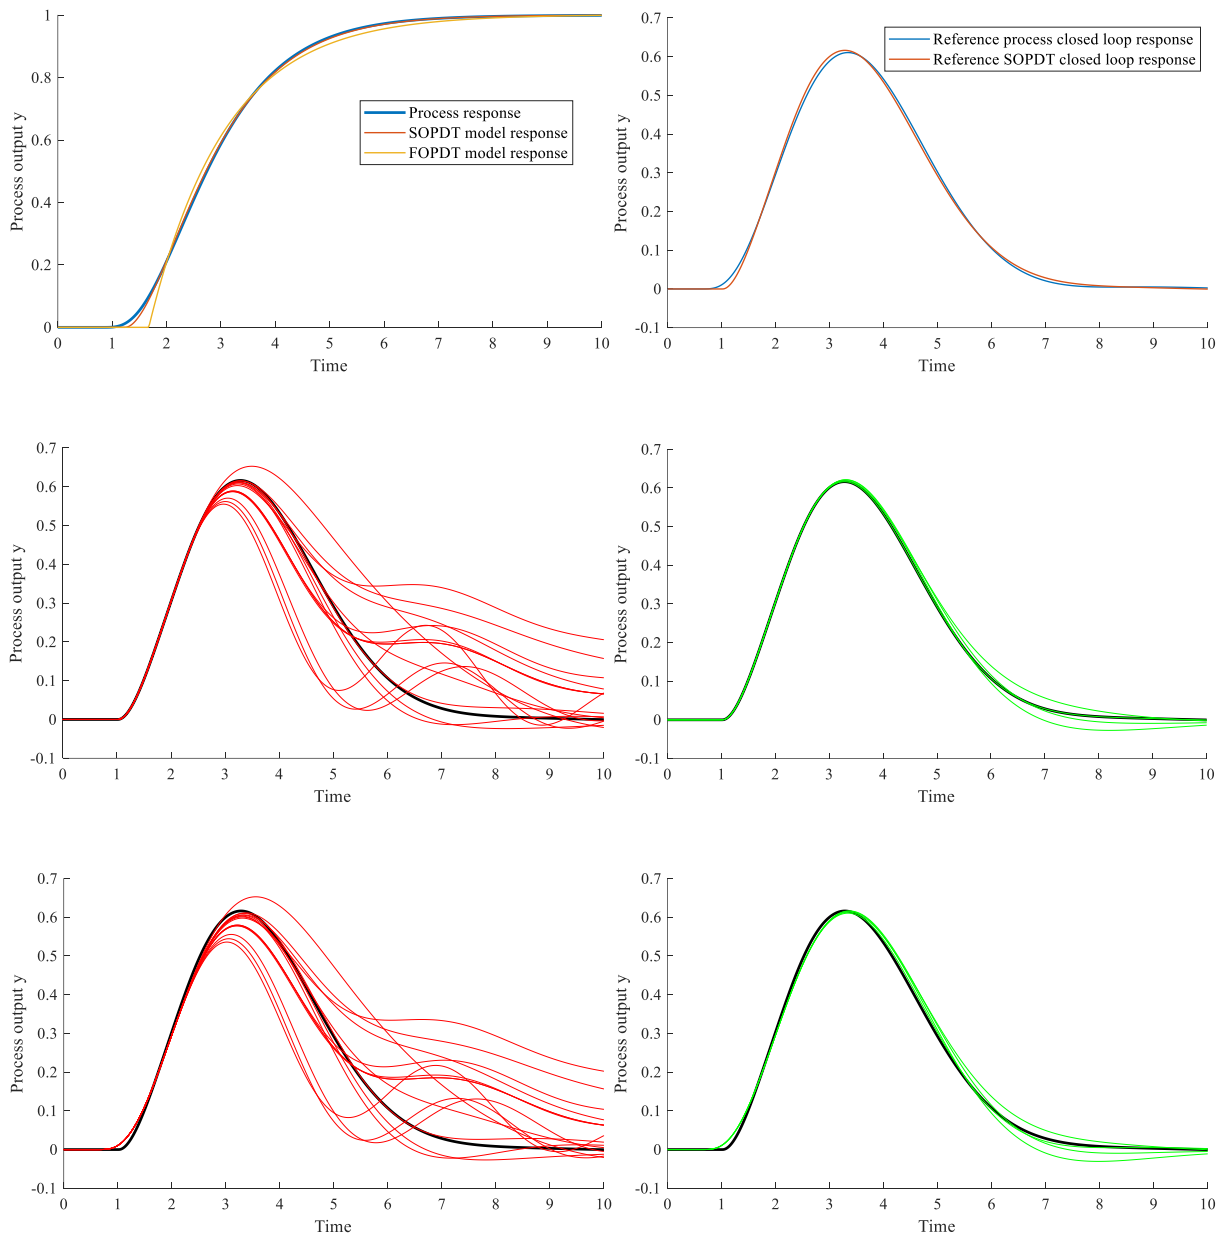 1
0.8
0.6
0.4
0.2
0
Process output y
Process response
SOPDT model response
FOPDT model response
0 1 2 3 4 5 6 7 8 9 10
Time
0.7
0.6
0.5
0.4
0.3
0.2
0.1
0
-0.1
Process output y
Reference process closed loop response
Reference SOPDT closed loop response
0 1 2 3 4 5 6 7 8 9 10
Time
0.7
0.6
0.5
0.4
0.3
0.2
0.1
0
-0.1
Process output y
0 1 2 3 4 5 6 7 8 9 10
Time
0.7
0.6
0.5
0.4
0.3
0.2
0.1
0
-0.1
Process output y
0 1 2 3 4 5 6 7 8 9 10
Time
0.7
0.6
0.5
0.4
0.3
0.2
0.1
0
-0.1
Process output y
0 1 2 3 4 5 6 7 8 9 10
Time
0.7
0.6
0.5
0.4
0.3
0.2
0.1
0
-0.1
Process output y
0 1 2 3 4 5 6 7 8 9 10
Time